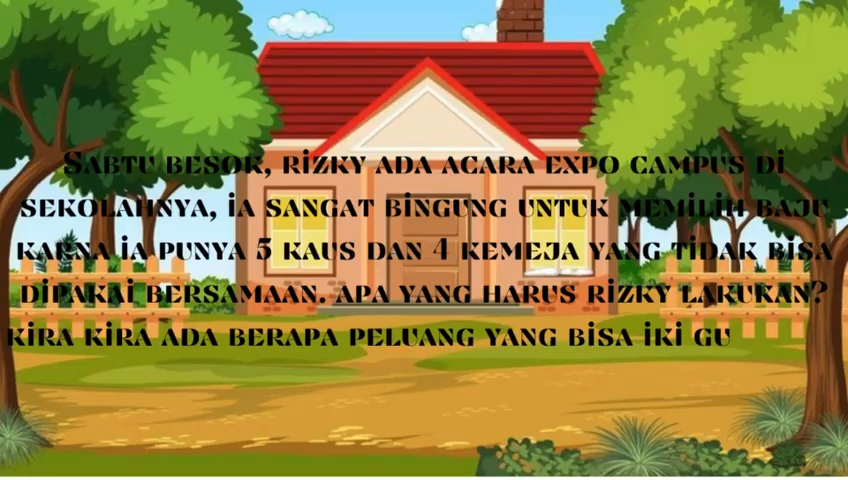 Sabtu besok, rizky ada acara expo campus di
sekolahnya, ia sangat bingung untuk memilih baju
karna ia punya 5 kaus dan 4 kemeja yang tidak bisa
dipakai bersamaan. apa yang harus rizky lakukan?
kira kira ada berapa peluang yang bisa iki gu